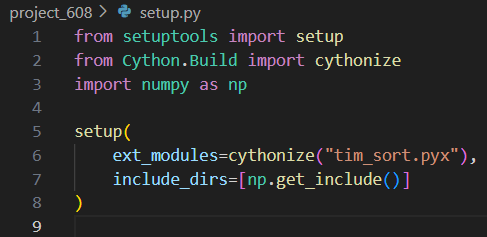 project_608 > setup.py
1 from setuptools import setup
2 from Cython.Build import cythonize
3 import numpy as np
4
5 setup(
6     ext_modules=cythonize("tim_sort.pyx"),
7     include_dirs=[np.get_include()]
8 )
9